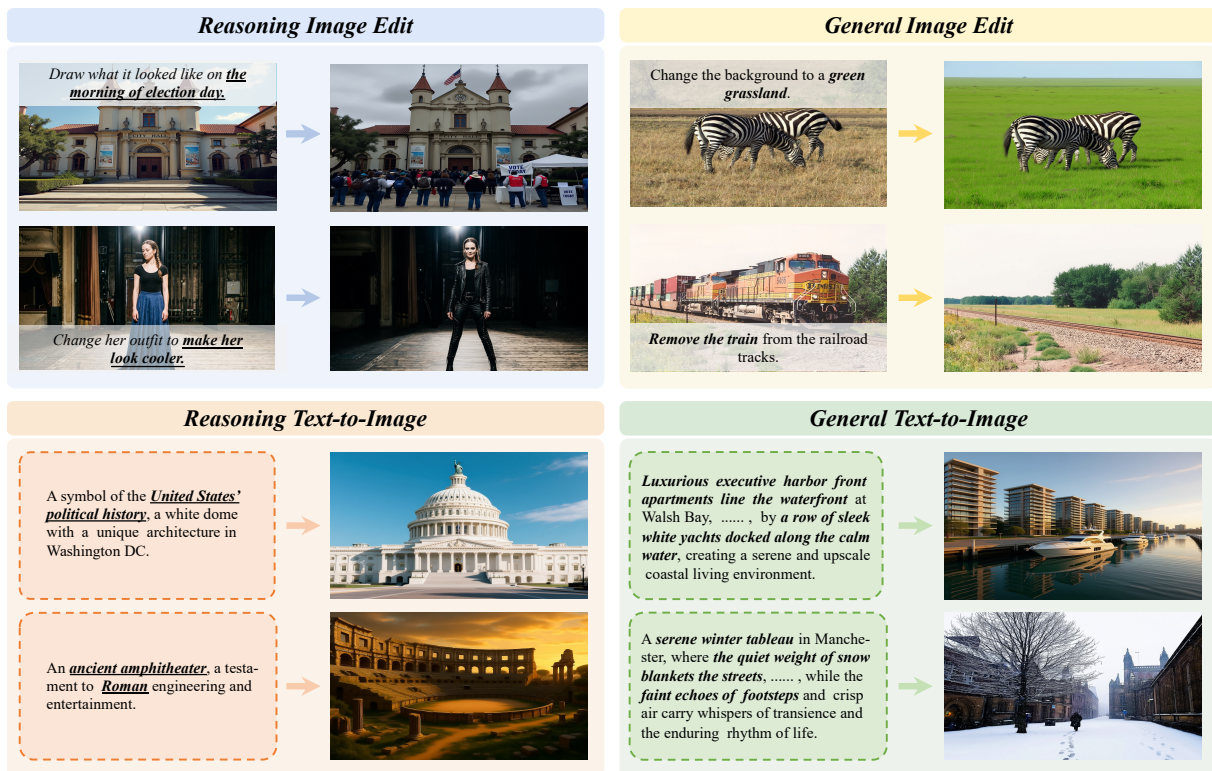 Reasoning Image Edit
Draw what it looked like on the
morning of election day.
CITY HALL
VOTE
TODAY
VOTE
TODAY
Change her outfit to make her
look cooler.
General Image Edit
Change the background to a green
grassland.
Remove the train from the railroad
tracks.
Reasoning Text-to-Image
A symbol of the United States'
political history, a white dome
with a unique architecture in
Washington DC.
An ancient amphitheater, a testa-
ment to Roman engineering and
entertainment.
General Text-to-Image
Luxurious executive harbor front
apartments line the waterfront at
Walsh Bay, ...... , by a row of sleek
white yachts docked along the calm
water, creating a serene and upscale
coastal living environment.
A serene winter tableau in Manche-
ster, where the quiet weight of snow
blankets the streets, ...... , while the
faint echoes of footsteps and crisp
air carry whispers of transience and
the enduring rhythm of life.